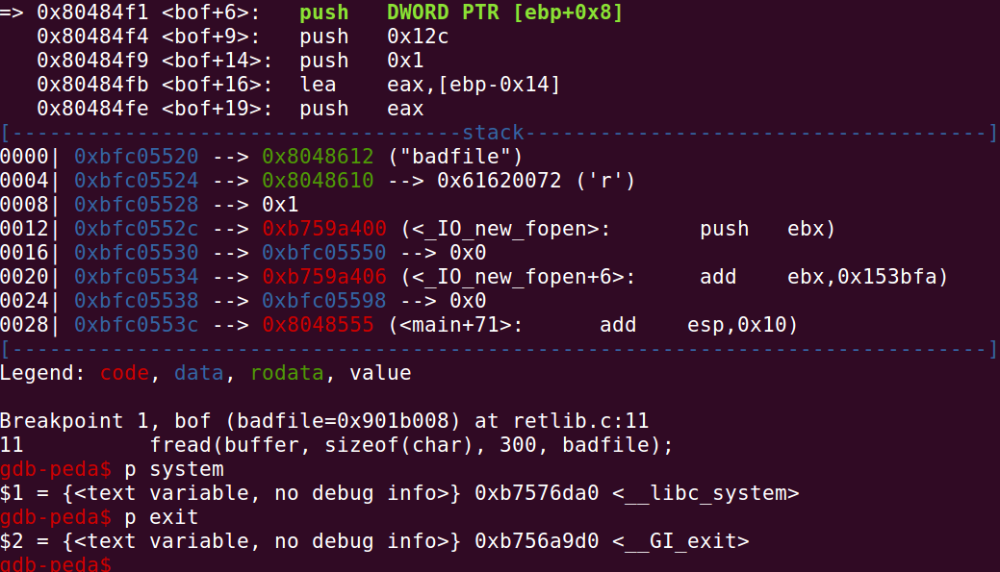 => 0x80484f1 <bof+6>:   push   DWORD PTR [ebp+0x8]
   0x80484f4 <bof+9>:   push   0x12c
   0x80484f9 <bof+14>:  push   0x1
   0x80484fb <bof+16>:  lea    eax,[ebp-0x14]
   0x80484fe <bof+19>:  push   eax
[------------------------------------stack-------------------------------------]
0000| 0xbfc05520 --> 0x8048612 ("badfile")
0004| 0xbfc05524 --> 0x8048610 --> 0x61620072 ('r')
0008| 0xbfc05528 --> 0x1
0012| 0xbfc0552c --> 0xb759a400 (<_IO_new_fopen>:       push   ebx)
0016| 0xbfc05530 --> 0xbfc05550 --> 0x0
0020| 0xbfc05534 --> 0xb759a406 (<_IO_new_fopen+6>:     add    ebx,0x153bfa)
0024| 0xbfc05538 --> 0xbfc05598 --> 0x0
0028| 0xbfc0553c --> 0x8048555 (<main+71>:      add    esp,0x10)
[------------------------------------------------------------------------------]
Legend: code, data, rodata, value

Breakpoint 1, bof (badfile=0x901b008) at retlib.c:11
11          fread(buffer, sizeof(char), 300, badfile);
gdb-peda$ p system
$1 = {<text variable, no debug info>} 0xb7576da0 <__libc_system>
gdb-peda$ p exit
$2 = {<text variable, no debug info>} 0xb756a9d0 <__GI_exit>
gdb-peda$